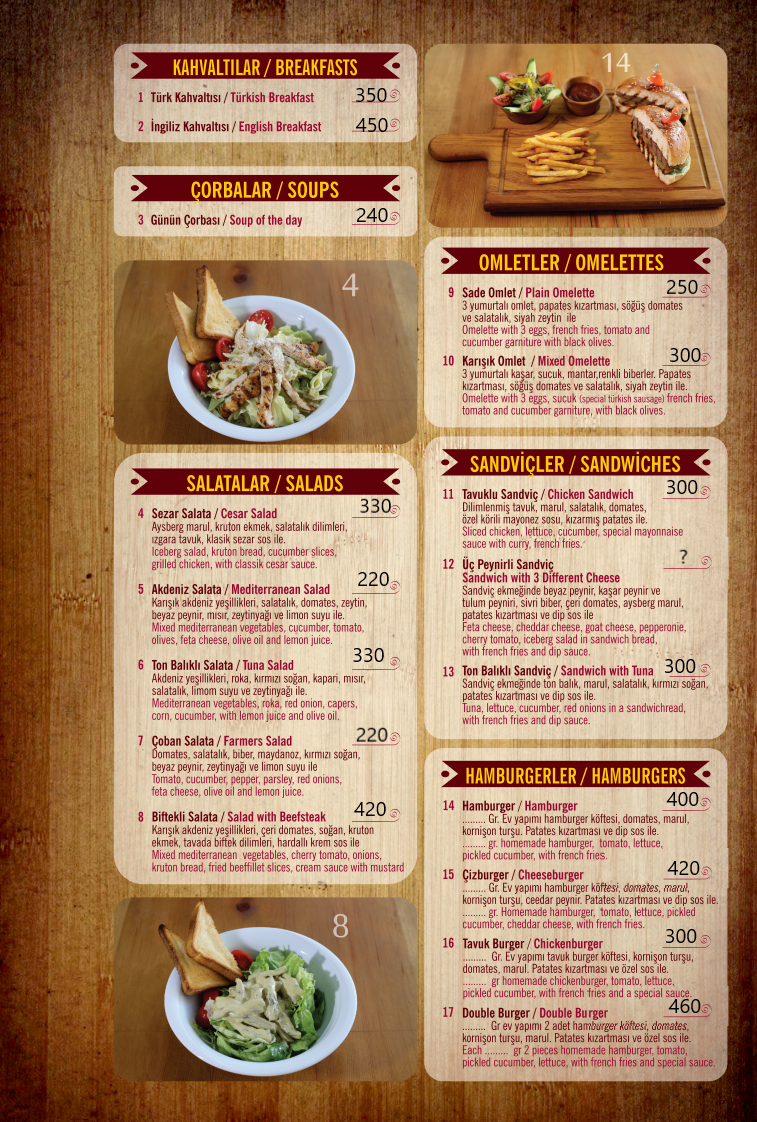 KAHVALTILAR / BREAKFASTS
1 Türk Kahvaltısı / Türkish Breakfast 350
2 İngiliz Kahvaltısı / English Breakfast 450
ÇORBALAR / SOUPS
3 Günün Çorbası / Soup of the day 240
4
SALATALAR / SALADS
4 Sezar Salata / Cesar Salad 330
Aysberg marul, kruton ekmek, salatalık dilimleri,
ızgara tavuk, klasik sezar sos ile.
Iceberg salad, kruton bread, cucumber slices,
grilled chicken, with classik cesar sauce.
5 Akdeniz Salata / Mediterranean Salad 220
Karışık akdeniz yeşillikleri, salatalık, domates, zeytin,
beyaz peynir, mısır, zeytinyağı ve limon suyu ile.
Mixed mediterranean vegetables, cucumber, tomato,
olives, feta cheese, olive oil and lemon juice.
6 Ton Balıklı Salata / Tuna Salad 330
Akdeniz yeşillikleri, roka, kırmızı soğan, kapari, mısır,
salatalık, limom suyu ve zeytinyağı ile.
Mediterranean vegetables, roka, red onion, capers,
corn, cucumber, with lemon juice and olive oil.
7 Çoban Salata / Farmers Salad 220
Domates, salatalık, biber, maydanoz, kırmızı soğan,
beyaz peynir, zeytinyağı ve limon suyu ile
Tomato, cucumber, pepper, parsley, red onions,
feta cheese, olive oil and lemon juice.
8 Biftekli Salata / Salad with Beefsteak 420
Karışık akdeniz yeşillikleri, çeri domates, soğan, kruton
ekmek, tavada biftek dilimleri, hardallı krem sos ile
Mixed mediterranean vegetables, cherry tomato, onions,
kruton bread, fried beeffillet slices, cream sauce with mustard
8
14
OMLETLER / OMELETTES
9 Sade Omlet / Plain Omelette 250
3 yumurtalı omlet, papates kızartması, söğüş domates
ve salatalık, siyah zeytin ile
Omelette with 3 eggs, french fries, tomato and
cucumber garniture with black olives.
10 Karışık Omlet / Mixed Omelette 300
3 yumurtalı kaşar, sucuk, mantar,renkli biberler. Papates
kızartması, söğüş domates ve salatalık, siyah zeytin ile.
Omelette with 3 eggs, sucuk (special türkish sausage) french fries,
tomato and cucumber garniture, with black olives.
SANDVİÇLER / SANDWİCHES
11 Tavuklu Sandviç / Chicken Sandwich 300
Dilimlenmiş tavuk, marul, salatalık, domates,
özel körili mayonez sosu, kızarmış patates ile.
Sliced chicken, lettuce, cucumber, special mayonnaise
sauce with curry, french fries.
12 Üç Peynirli Sandviç ?
Sandwich with 3 Different Cheese
Sandviç ekmeğinde beyaz peynir, kaşar peynir ve
tulum peyniri, sivri biber, çeri domates, aysberg marul,
patates kızartması ve dip sos ile
Feta cheese, cheddar cheese, goat cheese, pepperonie,
cherry tomato, iceberg salad in sandwich bread,
with french fries and dip sauce.
13 Ton Balıklı Sandviç / Sandwich with Tuna 300
Sandviç ekmeğinde ton balık, marul, salatalık, kırmızı soğan,
patates kızartması ve dip sos ile.
Tuna, lettuce, cucumber, red onions in a sandwichread,
with french fries and dip sauce.
HAMBURGERLER / HAMBURGERS
14 Hamburger / Hamburger 400
......... Gr. Ev yapımı hamburger köftesi, domates, marul,
kornişon turşu. Patates kızartması ve dip sos ile.
......... gr. homemade hamburger, tomato, lettuce,
pickled cucumber, with french fries.
15 Çizburger / Cheeseburger 420
......... Gr. Ev yapımı hamburger köftesi, domates, marul,
kornişon turşu, ceedar peynir. Patates kızartması ve dip sos ile.
......... gr. Homemade hamburger, tomato, lettuce, pickled
cucumber, cheddar cheese, with french fries.
16 Tavuk Burger / Chickenburger 300
......... Gr. Ev yapımı tavuk burger köftesi, kornişon turşu,
domates, marul. Patates kızartması ve özel sos ile.
......... gr homemade chickenburger, tomato, lettuce,
pickled cucumber, with french fries and a special sauce.
17 Double Burger / Double Burger 460
......... Gr ev yapımı 2 adet hamburger köftesi, domates,
kornişon turşu, marul. Patates kızartması ve özel sos ile.
Each ......... gr 2 pieces homemade hamburger, tomato,
pickled cucumber, lettuce, with french fries and special sauce.